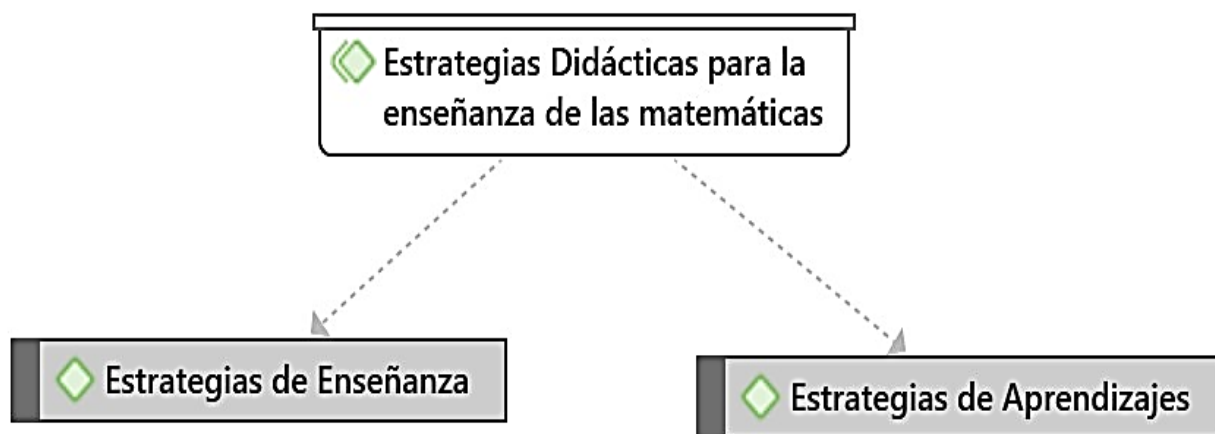 Estrategias Didácticas para la
enseñanza de las matemáticas
Estrategias de Enseñanza
Estrategias de Aprendizajes